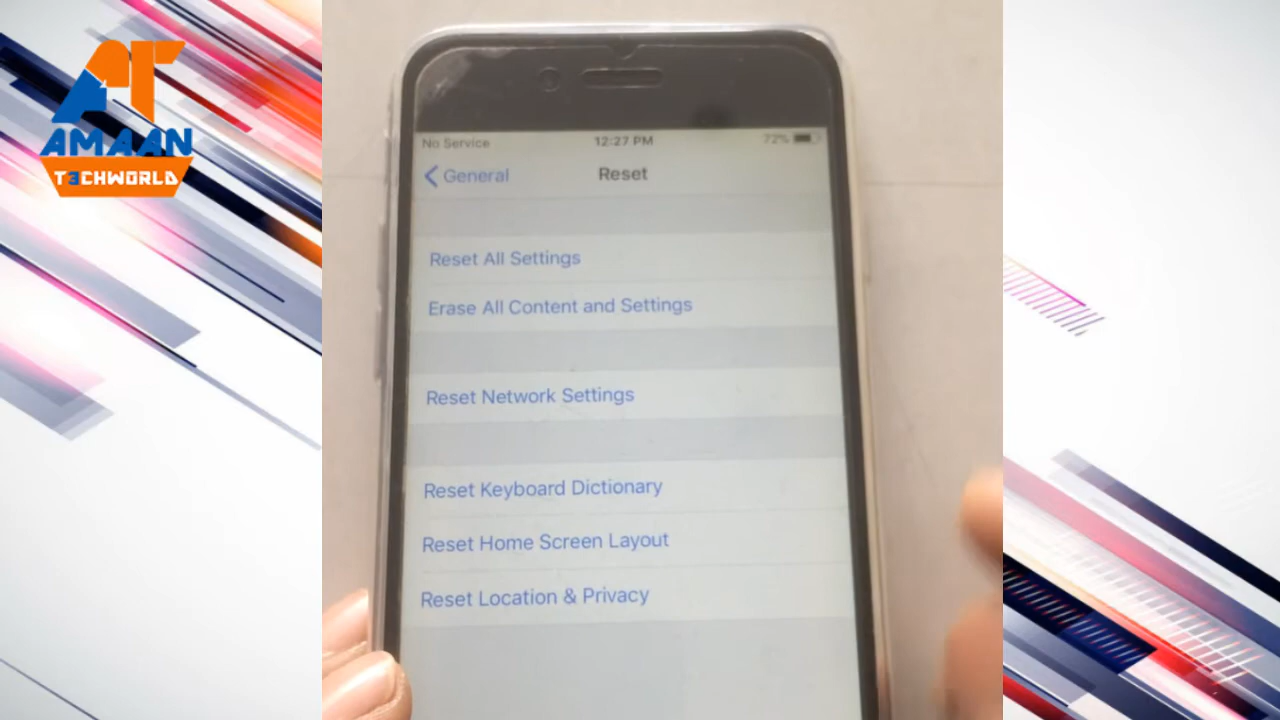 AT
AMAAN
T3CHWORLD
No Service
12:27 PM
72%
General
Reset
Reset All Settings
Erase All Content and Settings
Reset Network Settings
Reset Keyboard Dictionary
Reset Home Screen Layout
Reset Location & Privacy